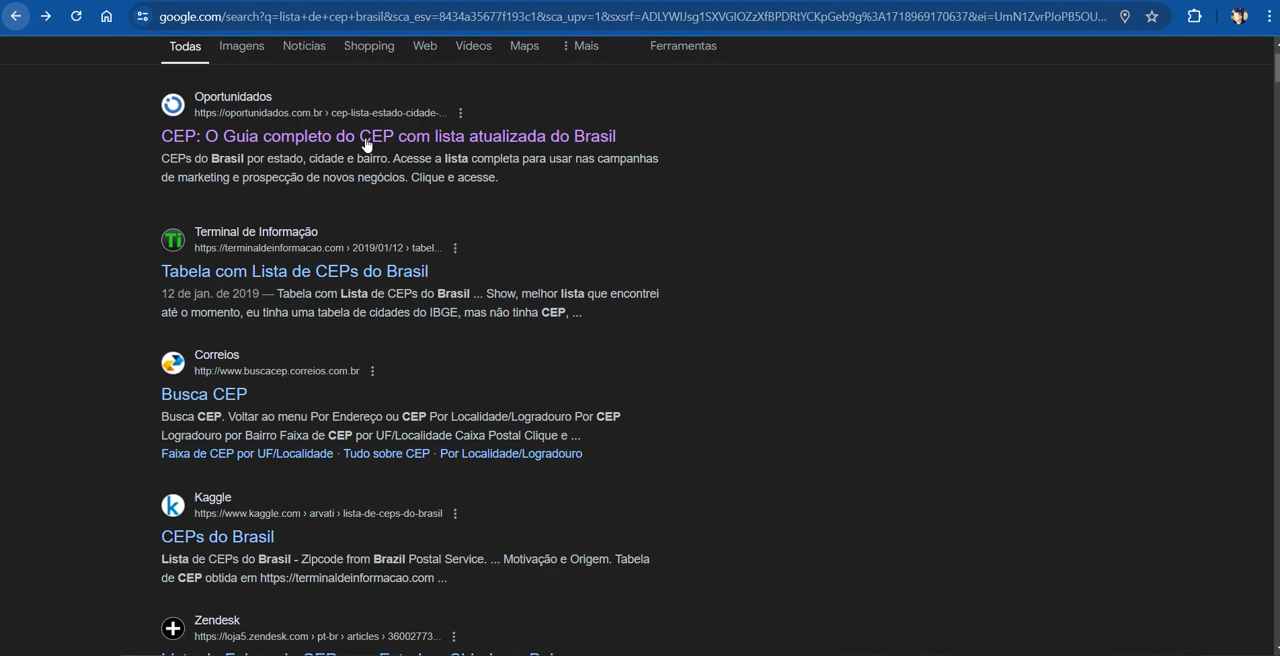 google.com/search?q=lista+de+cep+brasil&sca_esv=8434a35677f193c1&sca_upv=1&sxsrf=ADLYWIJsg1SXVGIOZzXfBPDRtYCKpGeb9g%3A1718969170637&ei=UmN1ZvrPJoPB5OU...
Todas Imagens Notícias Shopping Web Vídeos Maps Mais Ferramentas
Oportunidados
https://oportunidados.com.br › cep-lista-estado-cidade-...
CEP: O Guia completo do CEP com lista atualizada do Brasil
CEPs do Brasil por estado, cidade e bairro. Acesse a lista completa para usar nas campanhas
de marketing e prospecção de novos negócios. Clique e acesse.
Terminal de Informação
https://terminaldeinformacao.com › 2019/01/12 › tabel...
Tabela com Lista de CEPs do Brasil
12 de jan. de 2019 — Tabela com Lista de CEPs do Brasil ... Show, melhor lista que encontrei
até o momento, eu tinha uma tabela de cidades do IBGE, mas não tinha CEP, ...
Correios
http://www.buscacep.correios.com.br
Busca CEP
Busca CEP. Voltar ao menu Por Endereço ou CEP Por Localidade/Logradouro Por CEP
Logradouro por Bairro Faixa de CEP por UF/Localidade Caixa Postal Clique e ...
Faixa de CEP por UF/Localidade · Tudo sobre CEP · Por Localidade/Logradouro
Kaggle
https://www.kaggle.com › arvati › lista-de-ceps-do-brasil
CEPs do Brasil
Lista de CEPs do Brasil - Zipcode from Brazil Postal Service. ... Motivação e Origem. Tabela
de CEP obtida em https://terminaldeinformacao.com ...
Zendesk
https://loja5.zendesk.com › pt-br › articles › 36002773...